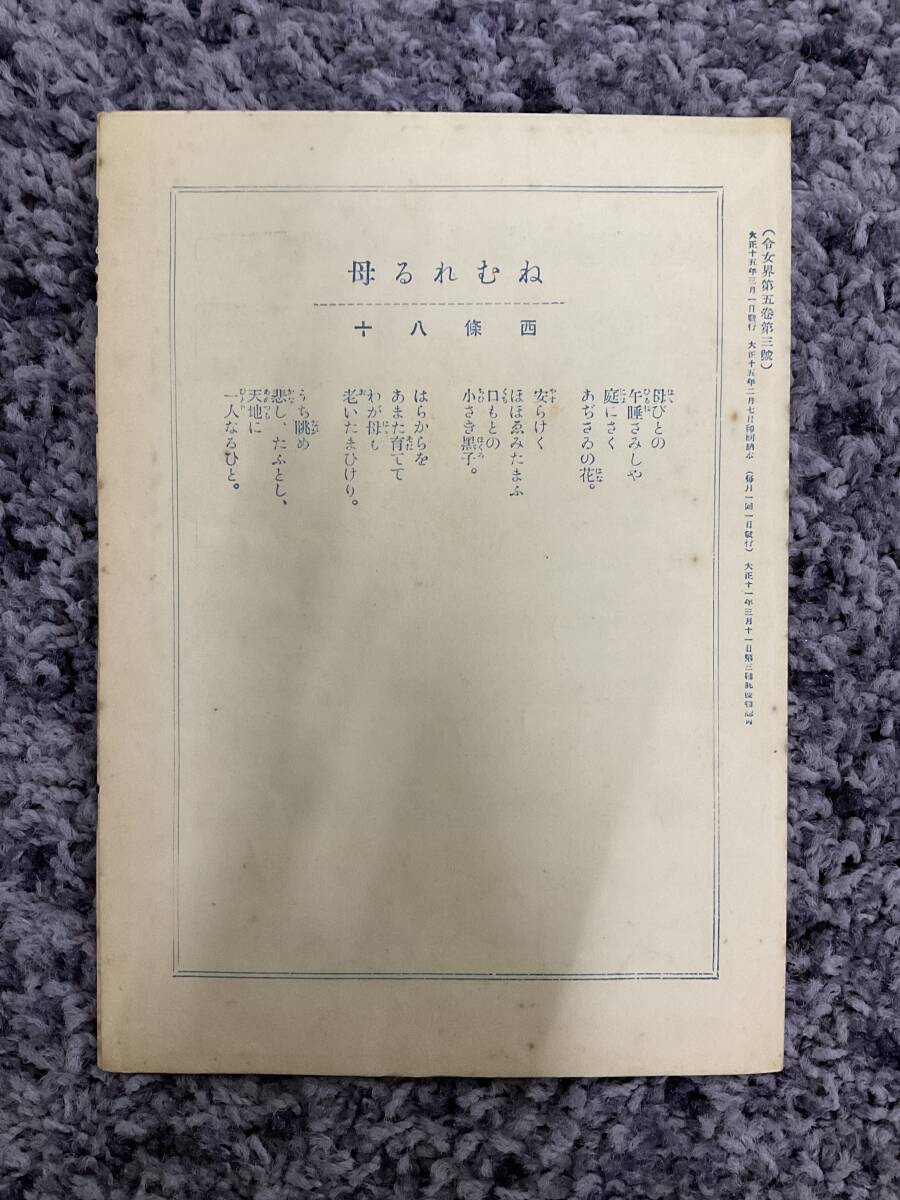 （令女界第五卷第三號）
大正十五年三月一日發行 大正十五年二月七日印刷納本 （每月一回一日發行） 大正十一年三月十一日第三種郵便物認可
ねむれる母
西條八十
母びとの
午睡さみしや
庭にさく
あぢさゐの花。
安らけく
ほほゑみたまふ
口もとの
小さき黑子。
はらからを
あまた育てて
わが母も
老いたまひけり。
うち眺め
悲し、たふとし、
天地に
一人なるひと。